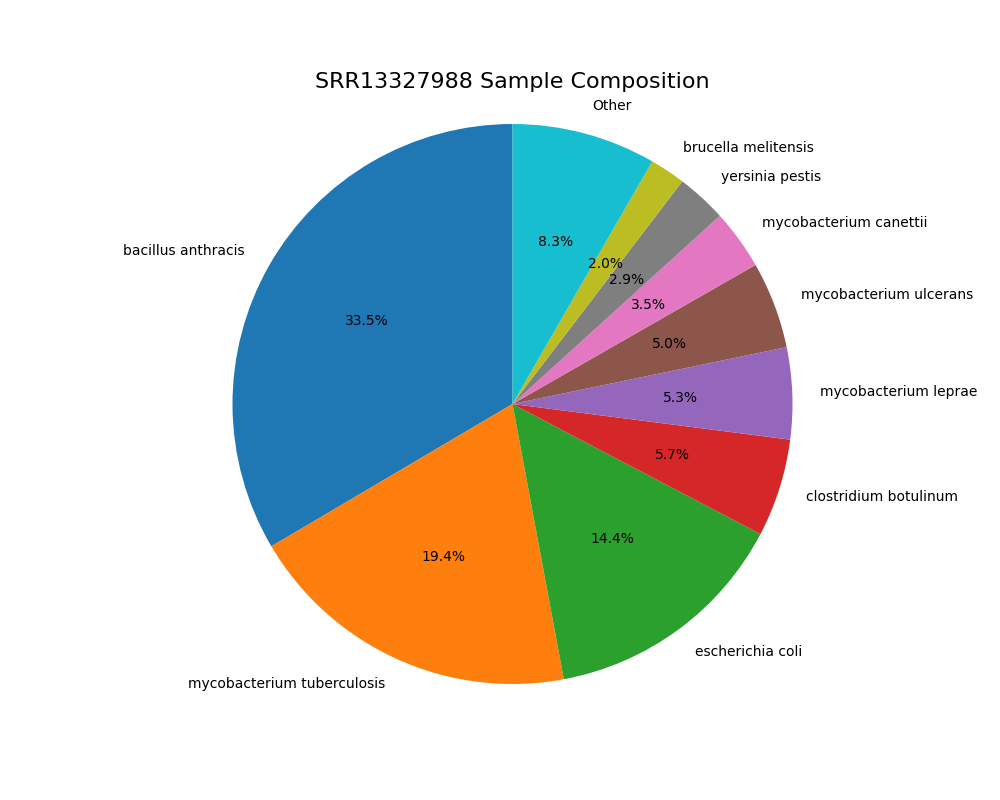 SRR13327988 Sample Composition
Other
brucella melitensis
yersinia pestis
mycobacterium canettii
bacillus anthracis
mycobacterium ulcerans
mycobacterium leprae
clostridium botulinum
escherichia coli
mycobacterium tuberculosis
8.3%
2.0%
2.9%
3.5%
33.5%
5.0%
5.3%
5.7%
14.4%
19.4%